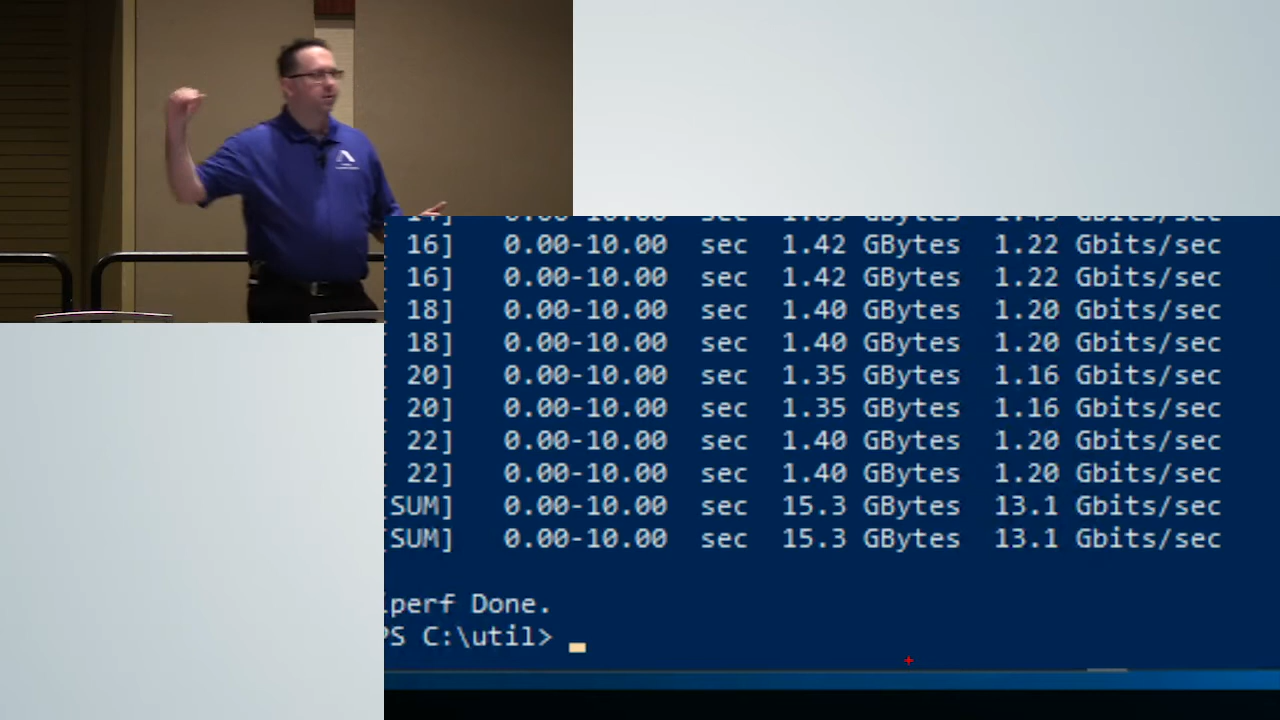 16]   0.00-10.00  sec  1.42 GBytes  1.22 Gbits/sec
16]   0.00-10.00  sec  1.42 GBytes  1.22 Gbits/sec
18]   0.00-10.00  sec  1.40 GBytes  1.20 Gbits/sec
18]   0.00-10.00  sec  1.40 GBytes  1.20 Gbits/sec
20]   0.00-10.00  sec  1.35 GBytes  1.16 Gbits/sec
20]   0.00-10.00  sec  1.35 GBytes  1.16 Gbits/sec
22]   0.00-10.00  sec  1.40 GBytes  1.20 Gbits/sec
22]   0.00-10.00  sec  1.40 GBytes  1.20 Gbits/sec
[SUM]   0.00-10.00  sec  15.3 GBytes  13.1 Gbits/sec
[SUM]   0.00-10.00  sec  15.3 GBytes  13.1 Gbits/sec
iperf Done.
PS C:\util>